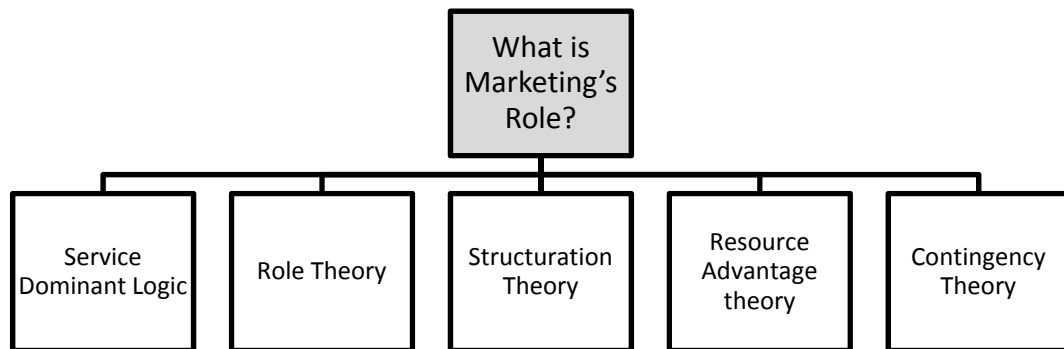 What is
Marketing's
Role?
Service
Dominant Logic
Role Theory
Structuration
Theory
Resource
Advantage
theory
Contingency
Theory